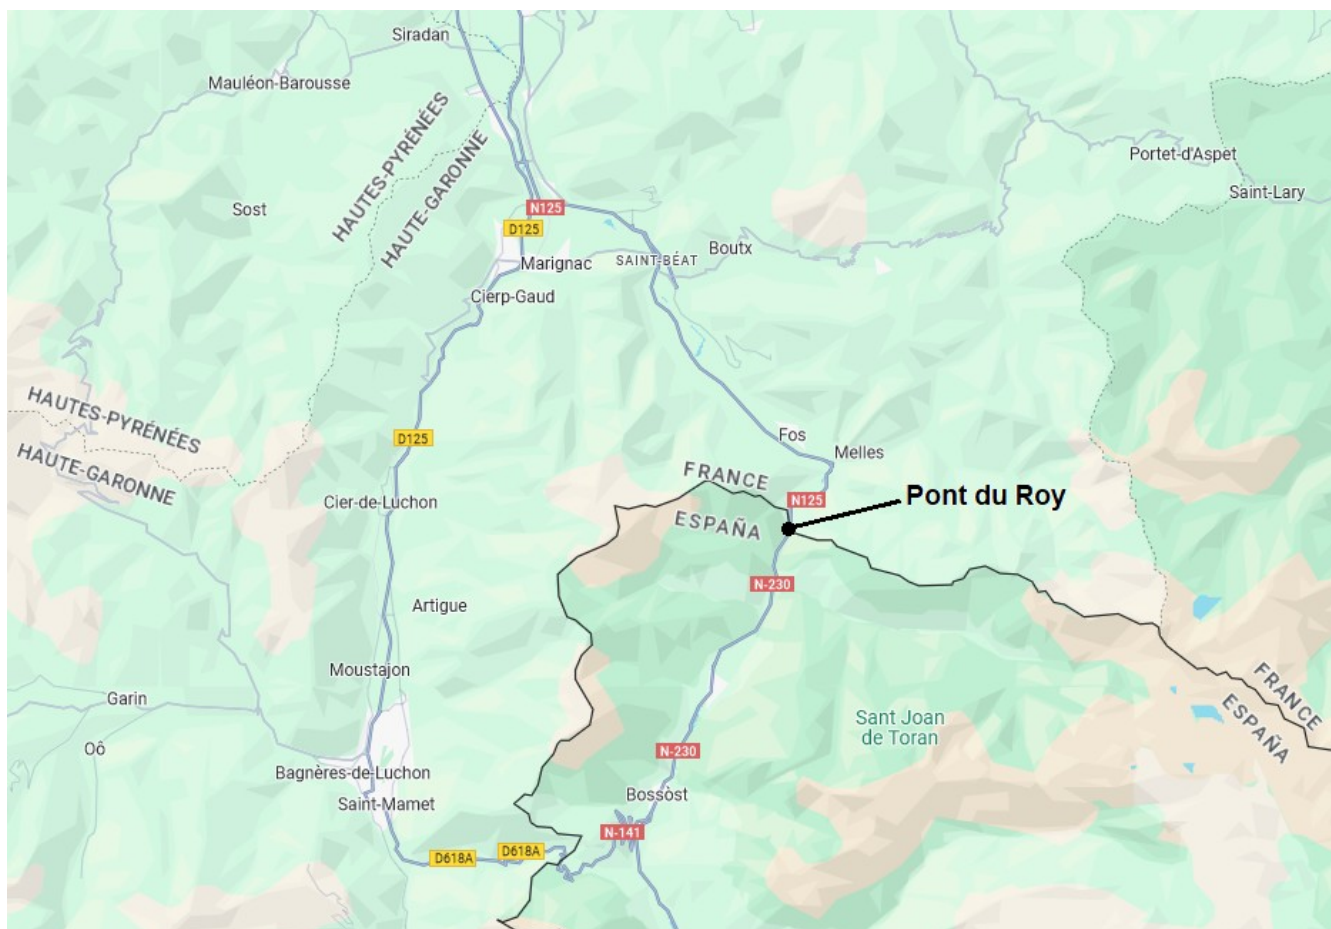 Siradan
Mauléon-Barousse
HAUTES-PYRÉNÉES
HAUTE-GARONNE
Portet-d'Aspet
Saint-Lary
Sost
N125
D125
Boutx
SAINT-BÉAT
Marignac
Cierp-Gaud
HAUTES-PYRÉNÉES
HAUTE-GARONNE
D125
Fos
Melles
FRANCE
ESPAÑA
N125
Pont du Roy
Cier-de-Luchon
N-230
Artigue
Moustajon
Garin
FRANCE
ESPAÑA
Sant Joan
de Toran
Oô
N-230
Bagnères-de-Luchon
Saint-Mamet
Bossòst
N-141
D618A
D618A